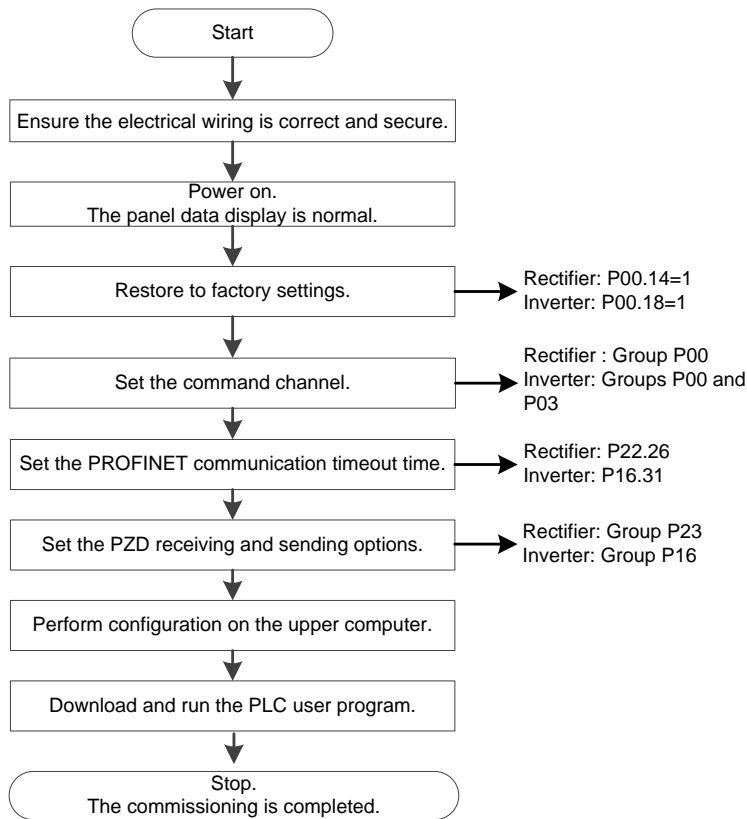 Start
Ensure the electrical wiring is correct and secure.
Power on.
The panel data display is normal.
Restore to factory settings.
Rectifier: P00.14=1
Inverter: P00.18=1
Set the command channel.
Rectifier : Group P00
Inverter: Groups P00 and
P03
Set the PROFINET communication timeout time.
Rectifier: P22.26
Inverter: P16.31
Set the PZD receiving and sending options.
Rectifier: Group P23
Inverter: Group P16
Perform configuration on the upper computer.
Download and run the PLC user program.
Stop.
The commissioning is completed.